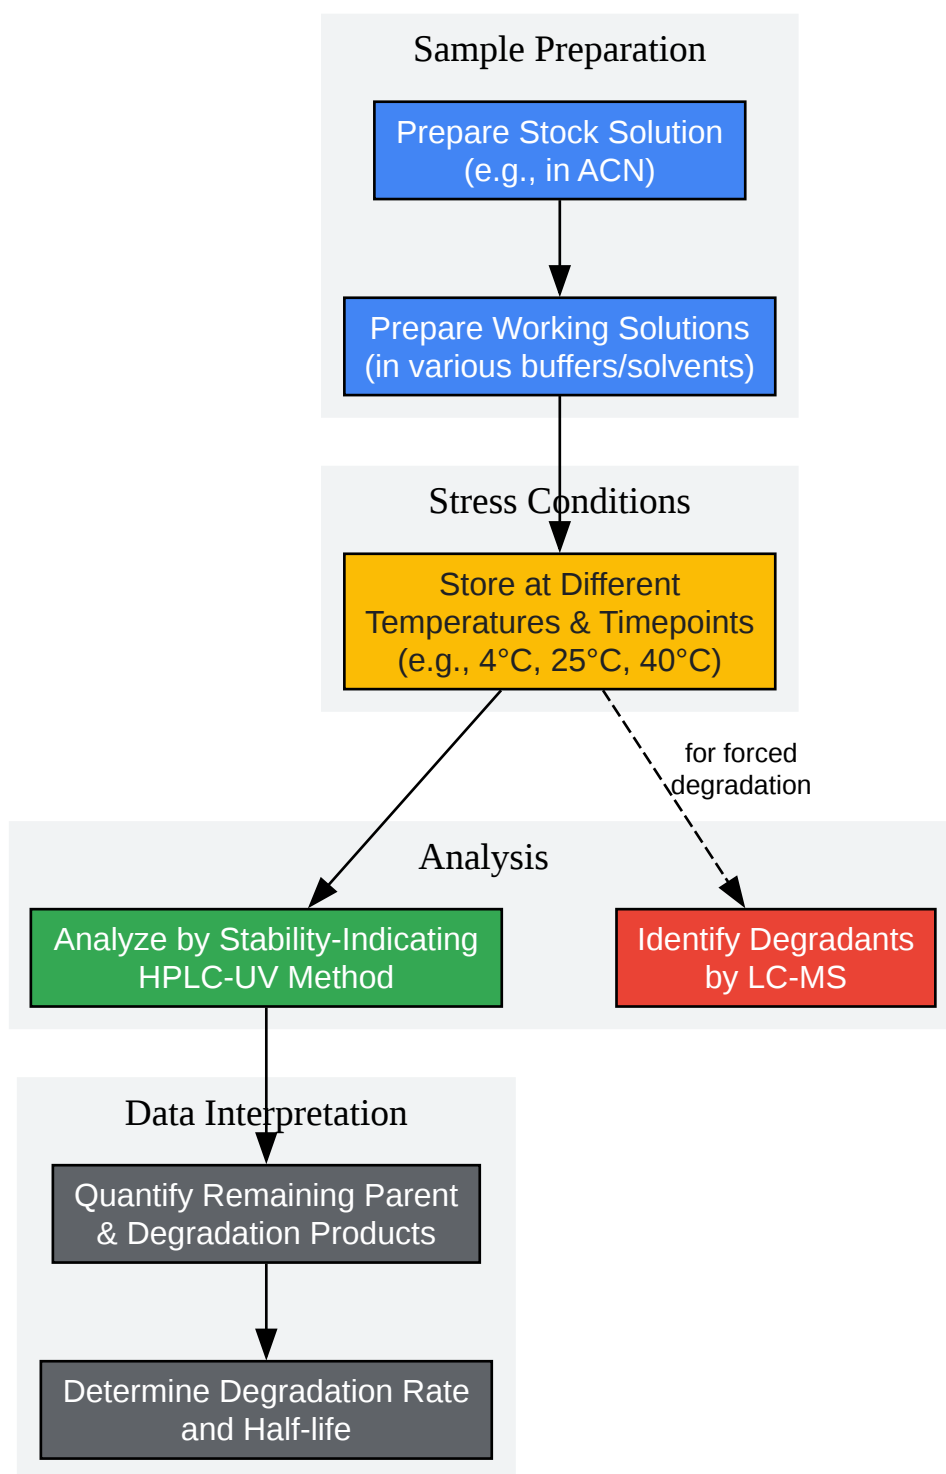 Sample Preparation
Prepare Stock Solution
(e.g., in ACN)
Prepare Working Solutions
(in various buffers/solvents)
Stress Conditions
Store at Different
Temperatures & Timepoints
(e.g., 4°C, 25°C, 40°C)
for forced
degradation
Analysis
Analyze by Stability-Indicating
HPLC-UV Method
Identify Degradants
by LC-MS
Data Interpretation
Quantify Remaining Parent
& Degradation Products
Determine Degradation Rate
and Half-life